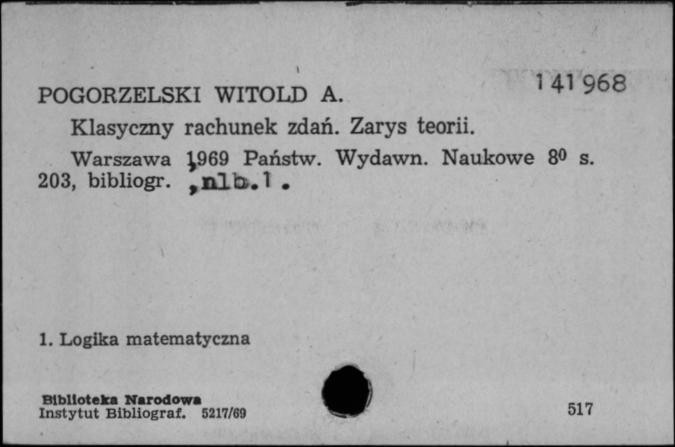 141968
POGORZELSKI WITOLD A.
Klasyczny rachunek zdań. Zarys teorii.
Warszawa 1969 Państw. Wydawn. Naukowe 8⁰ s.
203, bibliogr. ,nlb.1.
1. Logika matematyczna
Biblioteka Narodowa
Instytut Bibliograf. 5217/69
517